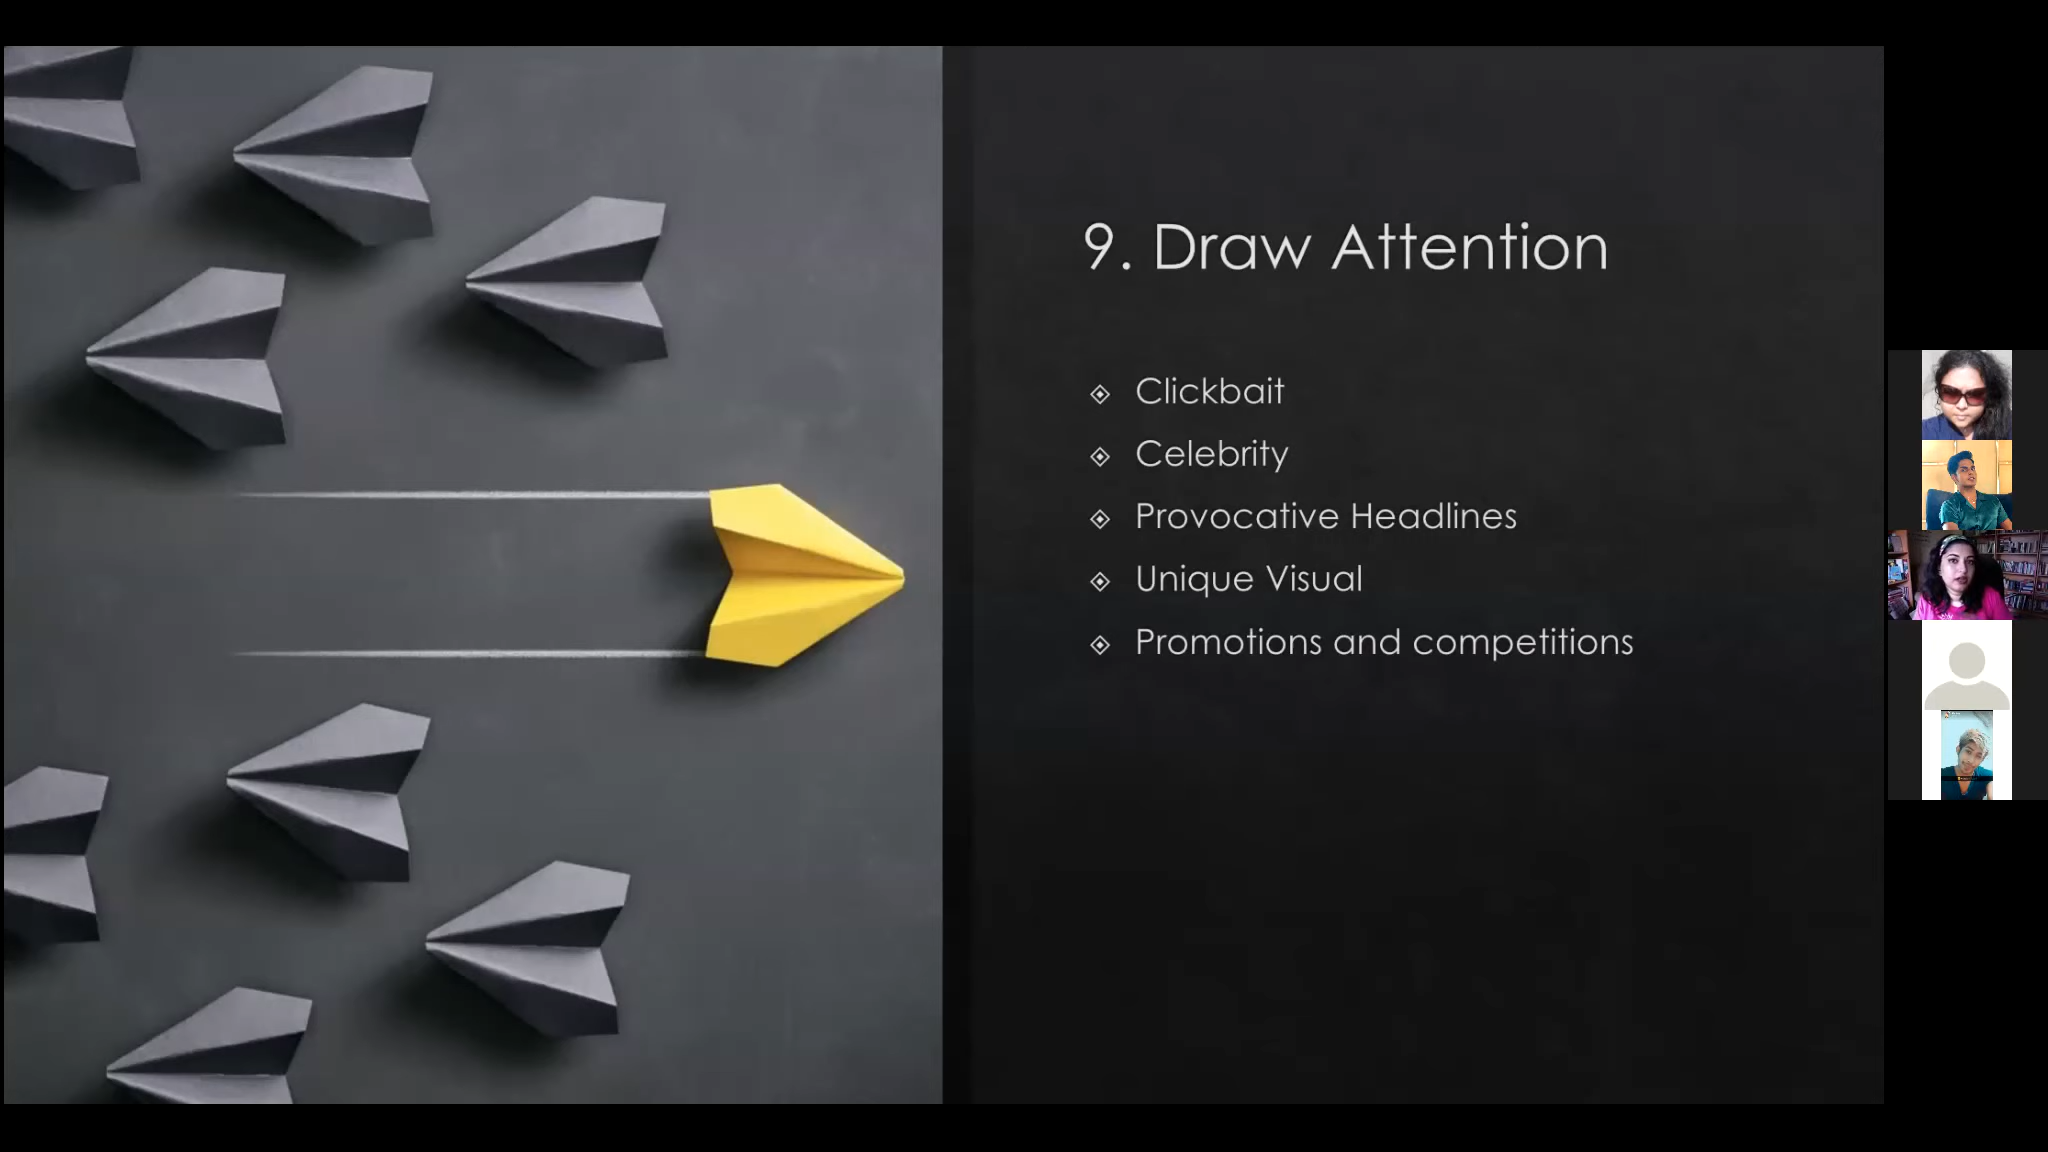 9. Draw Attention
Clickbait
Celebrity
Provocative Headlines
Unique Visual
Promotions and competitions